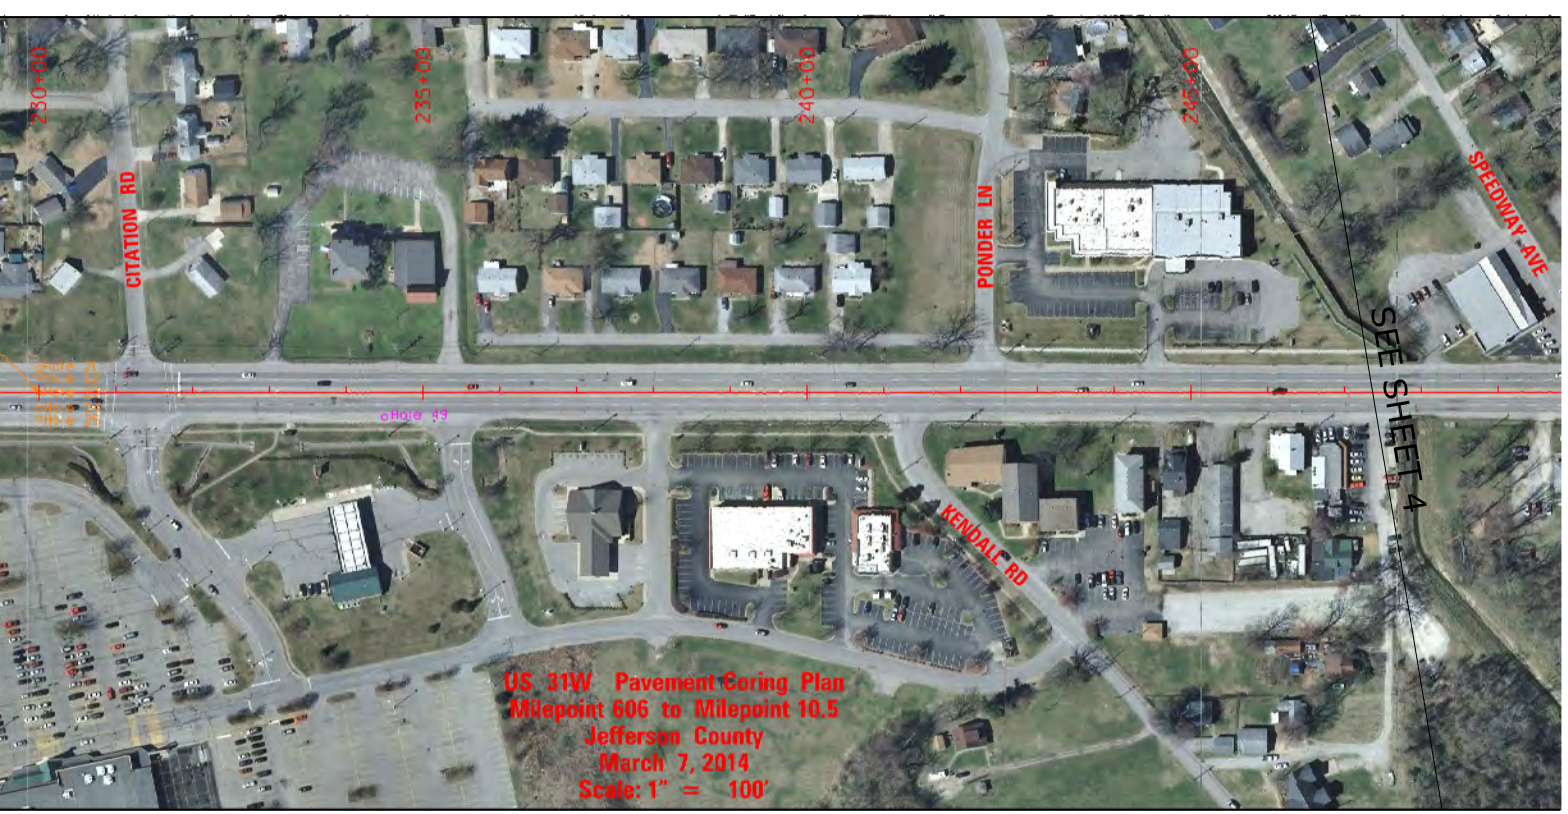 230+00
235+00
240+00
245+00
CITATION RD
PONDER LN
SPEEDWAY AVE
SEE SHEET 4
Hole 49
KENDALL RD
US 31W Pavement Coring Plan
Milepoint 606 to Milepoint 10.5
Jefferson County
March 7, 2014
Scale: 1" = 100'